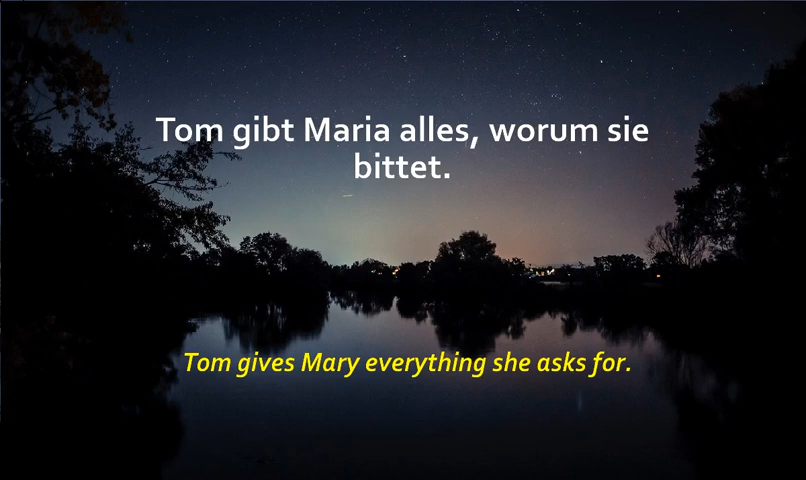 Tom gibt Maria alles, worum sie
bittet.
Tom gives Mary everything she asks for.